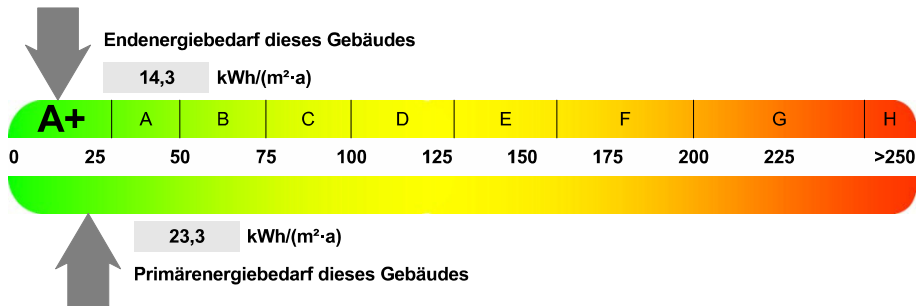 Endenergiebedarf dieses Gebäudes
14,3 kWh/(m²·a)
A+ A B C D E F G H
0 25 50 75 100 125 150 175 200 225 >250
23,3 kWh/(m²·a)
Primärenergiebedarf dieses Gebäudes